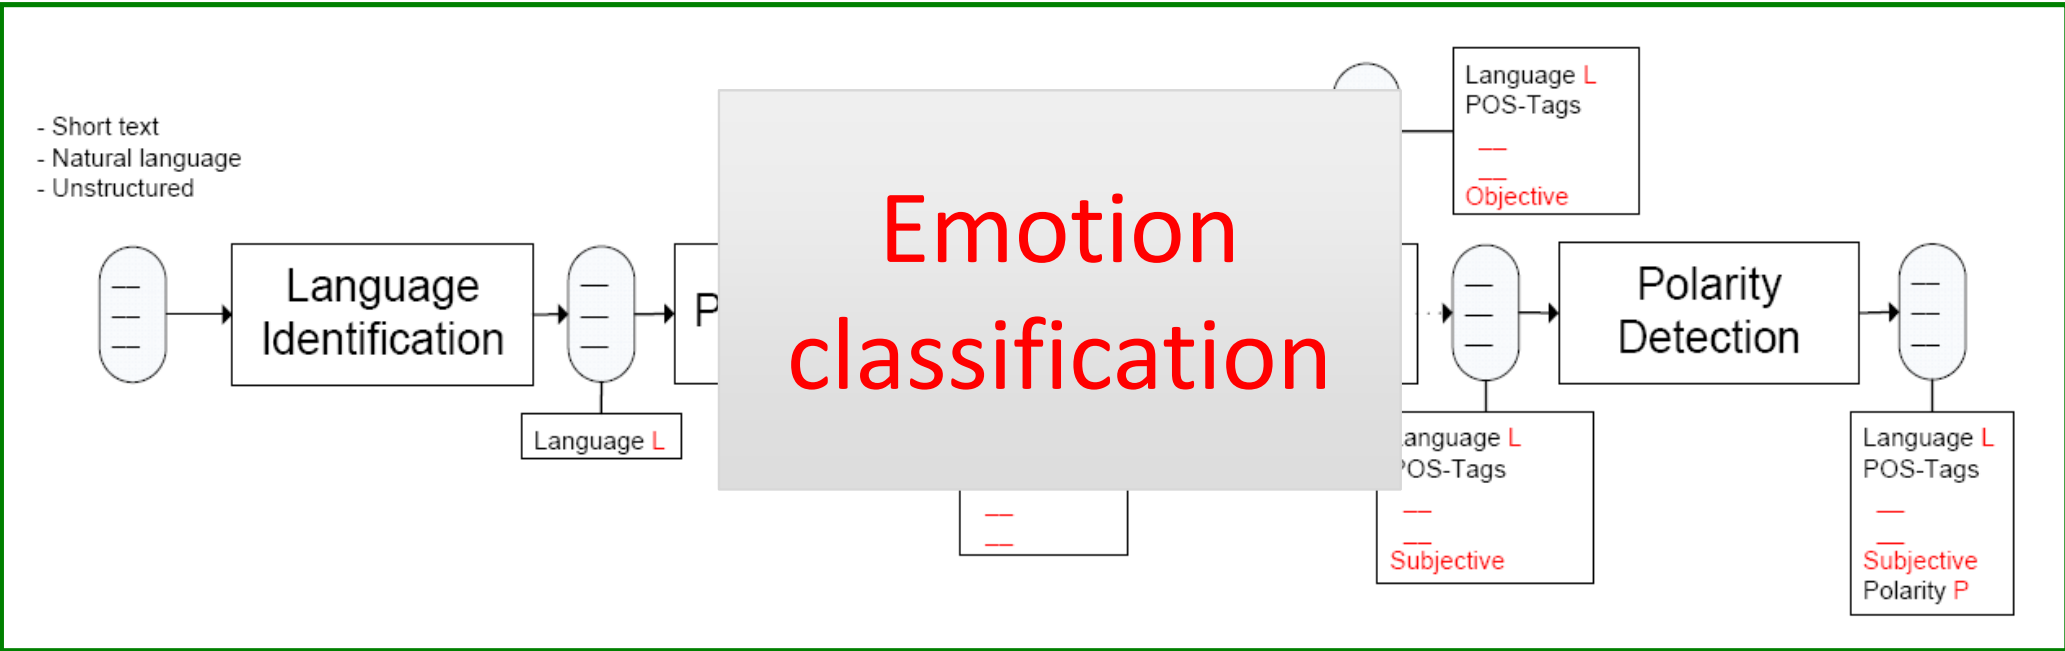 - Short text
- Natural language
- Unstructured
Language
Identification
Language L
P
Emotion
classification
Language L
POS-Tags
Objective
anguage L
POS-Tags
Subjective
Polarity
Detection
Language L
POS-Tags
Subjective
Polarity P